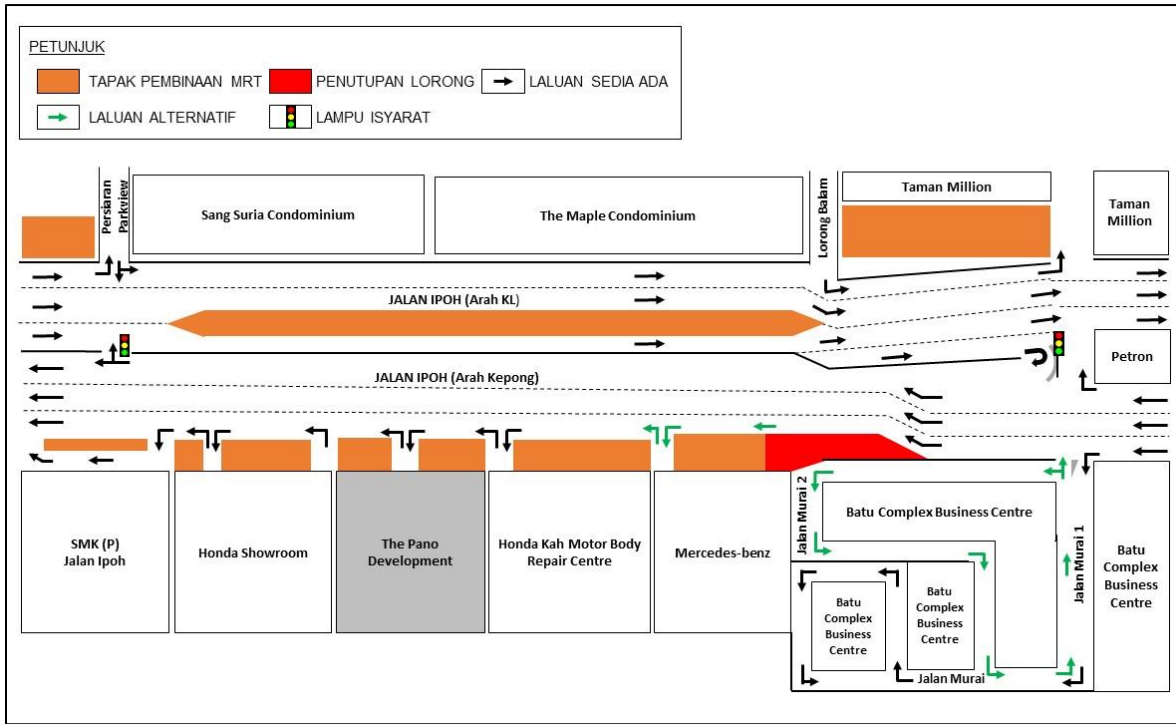 PETUNJUK
TAPAK PEMBINAAN MRT
PENUTUPAN LORONG
LALUAN SEDIA ADA
LALUAN ALTERNATIF
LAMPU ISYARAT
Persiaran
Parkview
Sang Suria Condominium
The Maple Condominium
Lorong Balam
Taman Million
Taman
Million
JALAN IPOH (Arah KL)
Petron
JALAN IPOH (Arah Kepong)
SMK (P)
Jalan Ipoh
Honda Showroom
The Pano
Development
Honda Kah Motor Body
Repair Centre
Mercedes-benz
Jalan Murai 2
Batu Complex Business Centre
Jalan Murai 1
Batu
Complex
Business
Centre
Batu
Complex
Business
Centre
Batu
Complex
Business
Centre
Jalan Murai